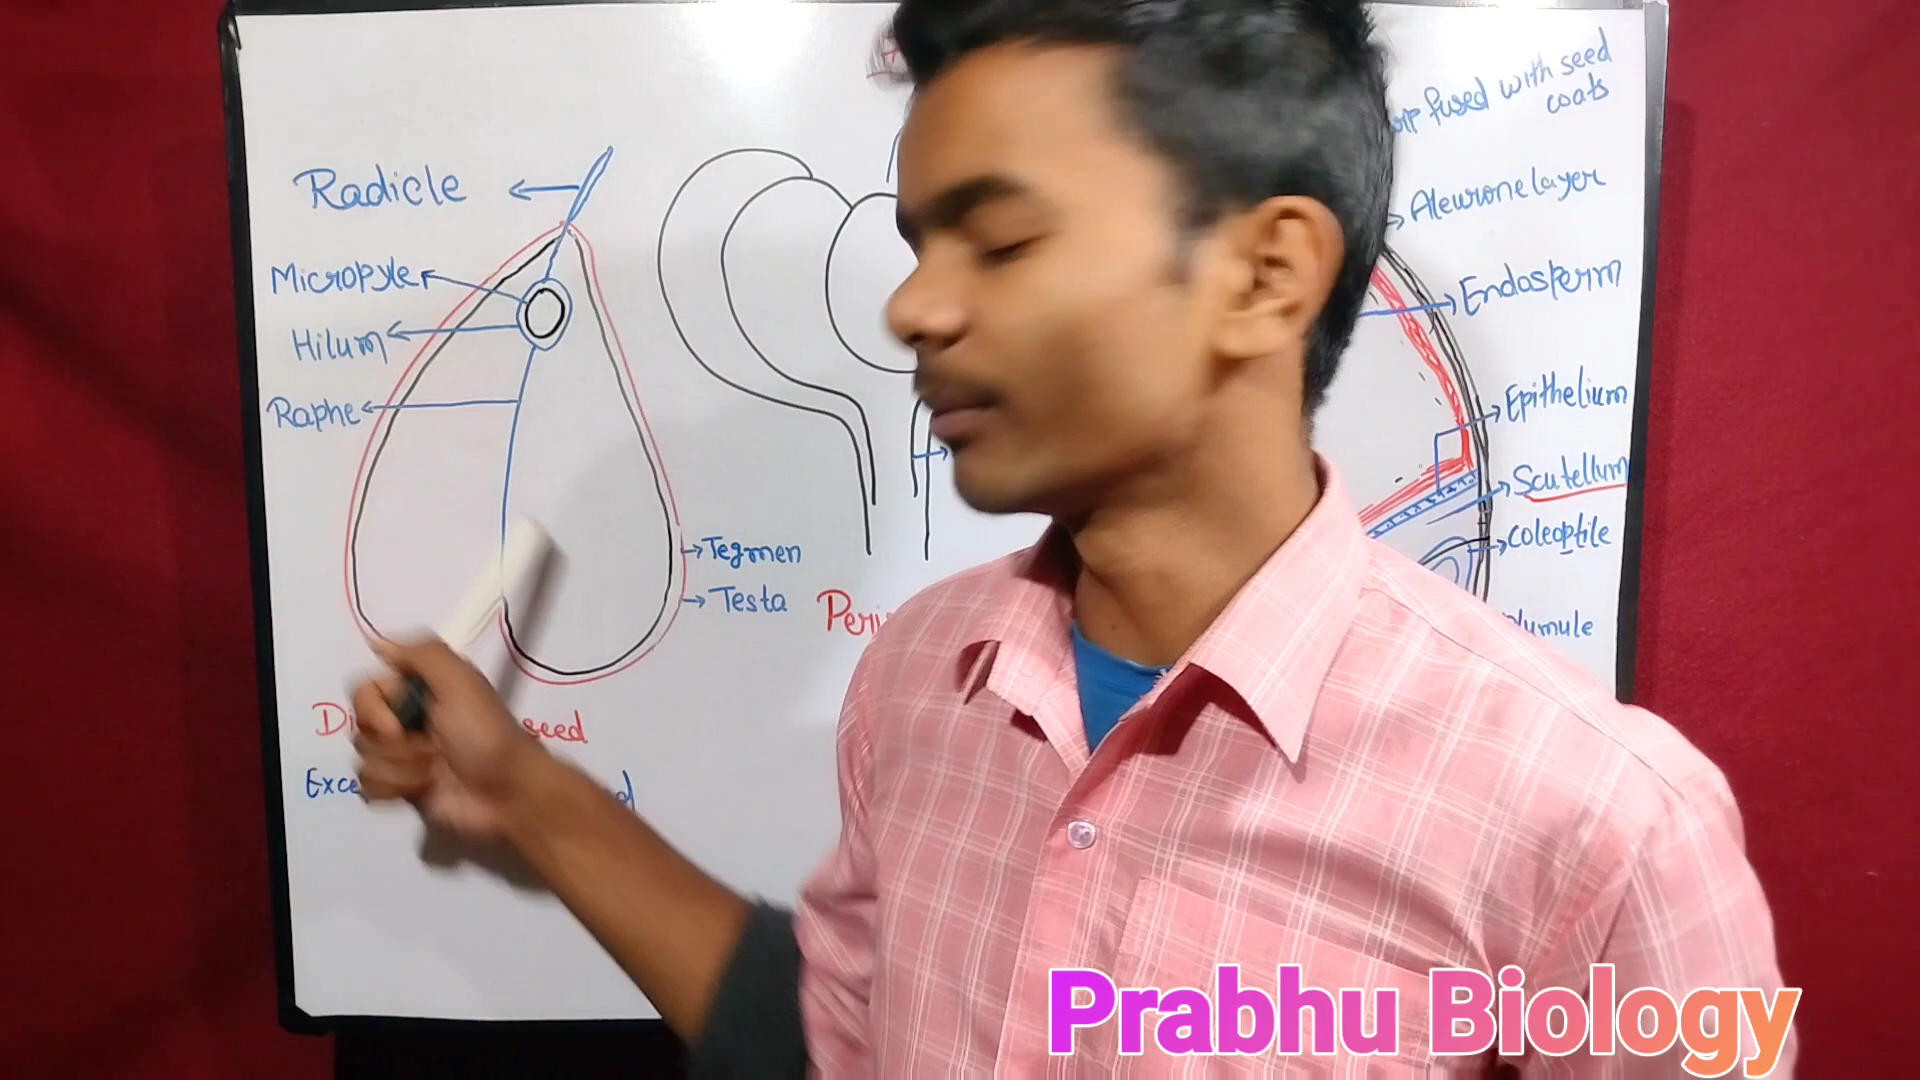 Radicle
Micropyle
Hilum
Raphe
Tegmen
Testa
seed
fused with seed
coats
Aleurone layer
Endosperm
Epithelium
Scutellum
coleoptile
Prabhu Biology